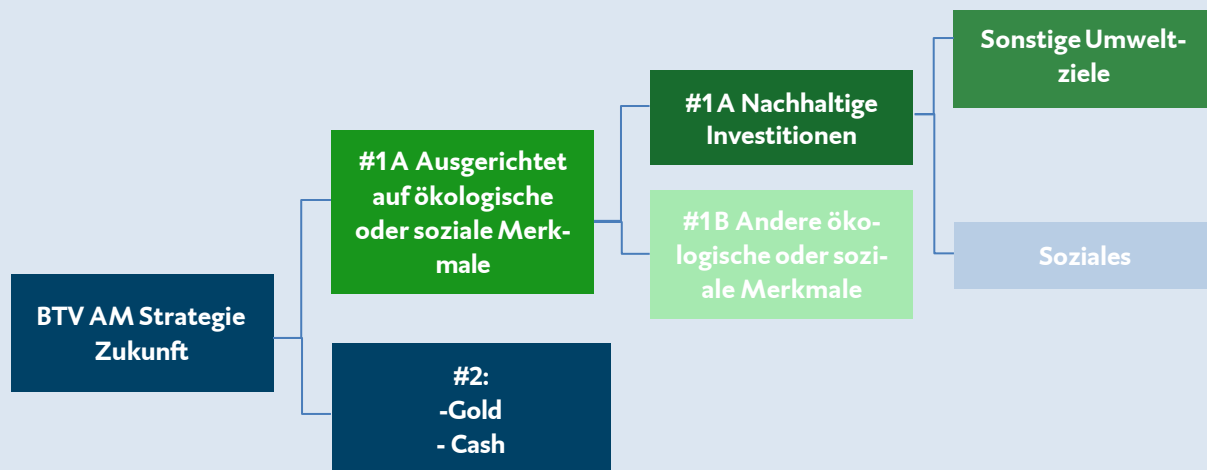 BTV AM Strategie
Zukunft
#1 A Ausgerichtet
auf ökologische
oder soziale Merk-
male
#2:
-Gold
- Cash
#1 A Nachhaltige
Investitionen
#1 B Andere öko-
logische oder sozi-
ale Merkmale
Sonstige Umwelt-
ziele
Soziales